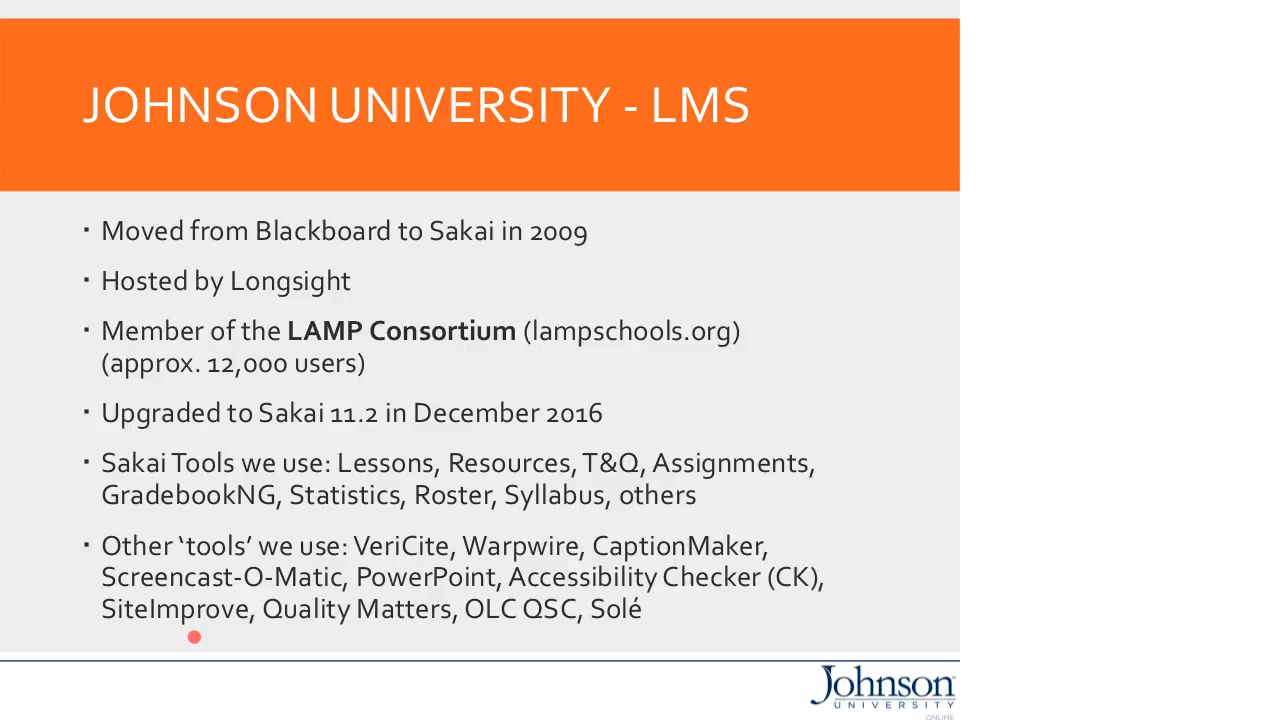 JOHNSON UNIVERSITY - LMS
▪ Moved from Blackboard to Sakai in 2009
▪ Hosted by Longsight
▪ Member of the LAMP Consortium (lampschools.org)
(approx. 12,000 users)
▪ Upgraded to Sakai 11.2 in December 2016
▪ Sakai Tools we use: Lessons, Resources, T&Q, Assignments,
GradebookNG, Statistics, Roster, Syllabus, others
▪ Other ‘tools’ we use: VeriCite, Warpwire, CaptionMaker,
Screencast-O-Matic, PowerPoint, Accessibility Checker (CK),
SiteImprove, Quality Matters, OLC QSC, Solé
Johnson™
UNIVERSITY
ONLINE